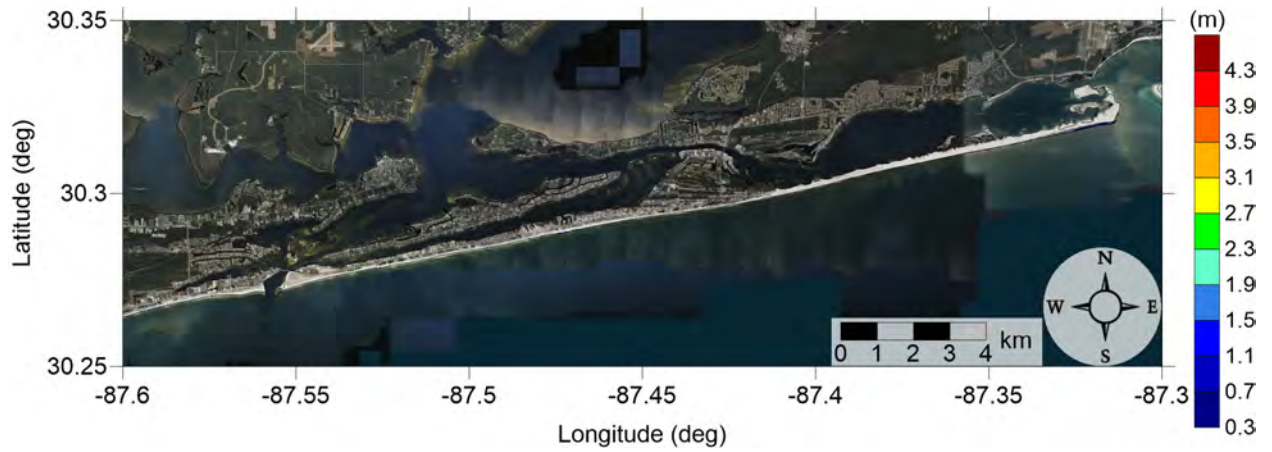 (m)
30.35
30.3
30.25
Latitude (deg)
4.3
3.9
3.5
3.1
2.7
2.3
1.9
1.5
1.1
0.7
0.3
N
W E
S
0 1 2 3 4 km
-87.6 -87.55 -87.5 -87.45 -87.4 -87.35 -87.3
Longitude (deg)